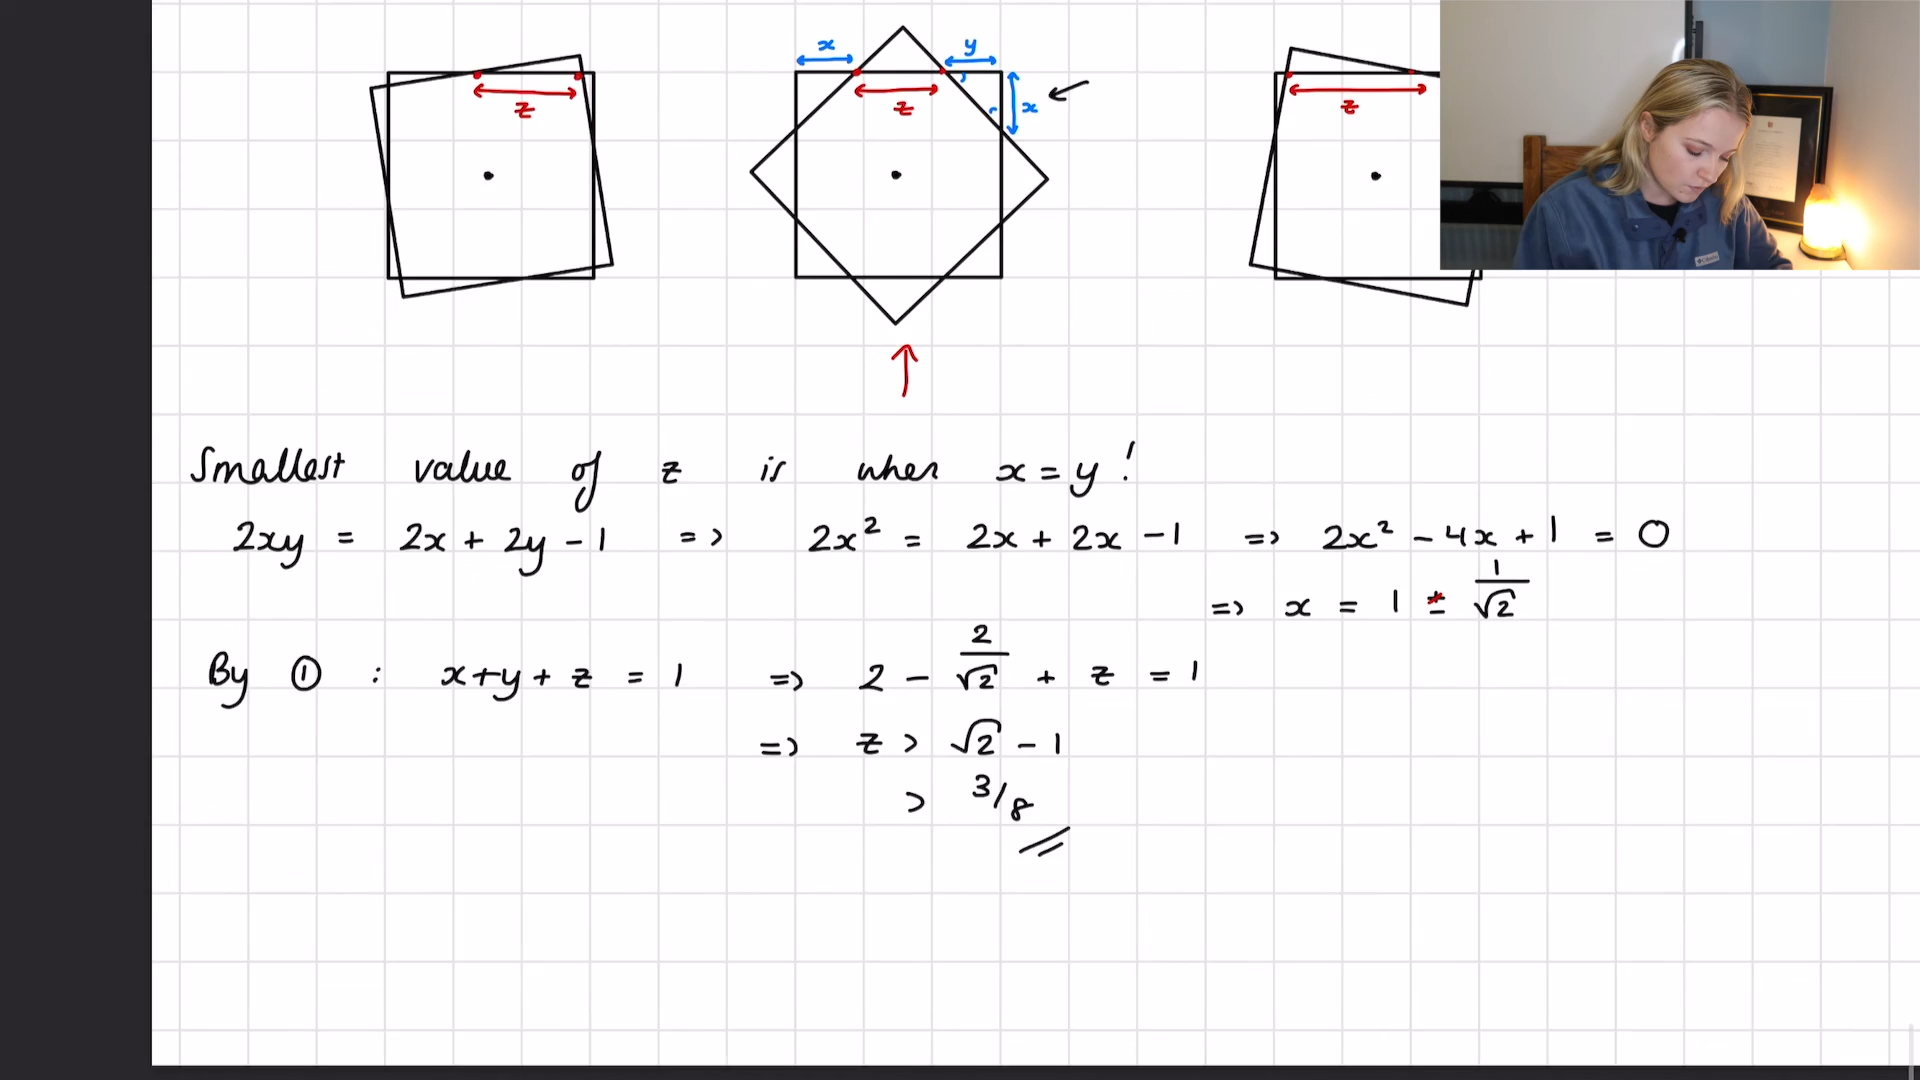 x y
z z x z
Smallest value of z is when x = y!
2xy = 2x + 2y - 1 => 2x² = 2x + 2x - 1 => 2x² - 4x + 1 = 0
=> x = 1 ± 1/√2
By ① : x+y+z = 1 => 2 - 2/√2 + z = 1
=> z > √2 - 1
> 3/8